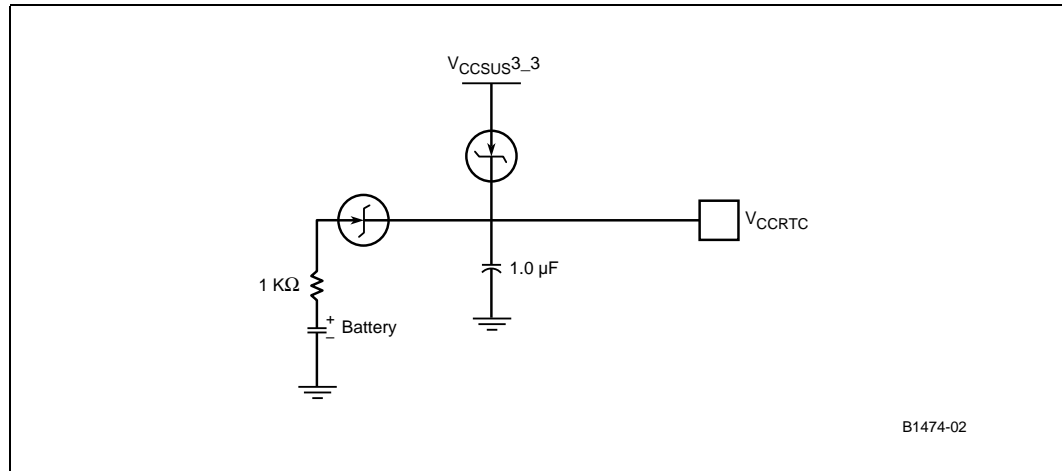 VCCSUS3_3
VCCRTC
1.0 µF
1 KΩ
+
Battery
–
B1474-02